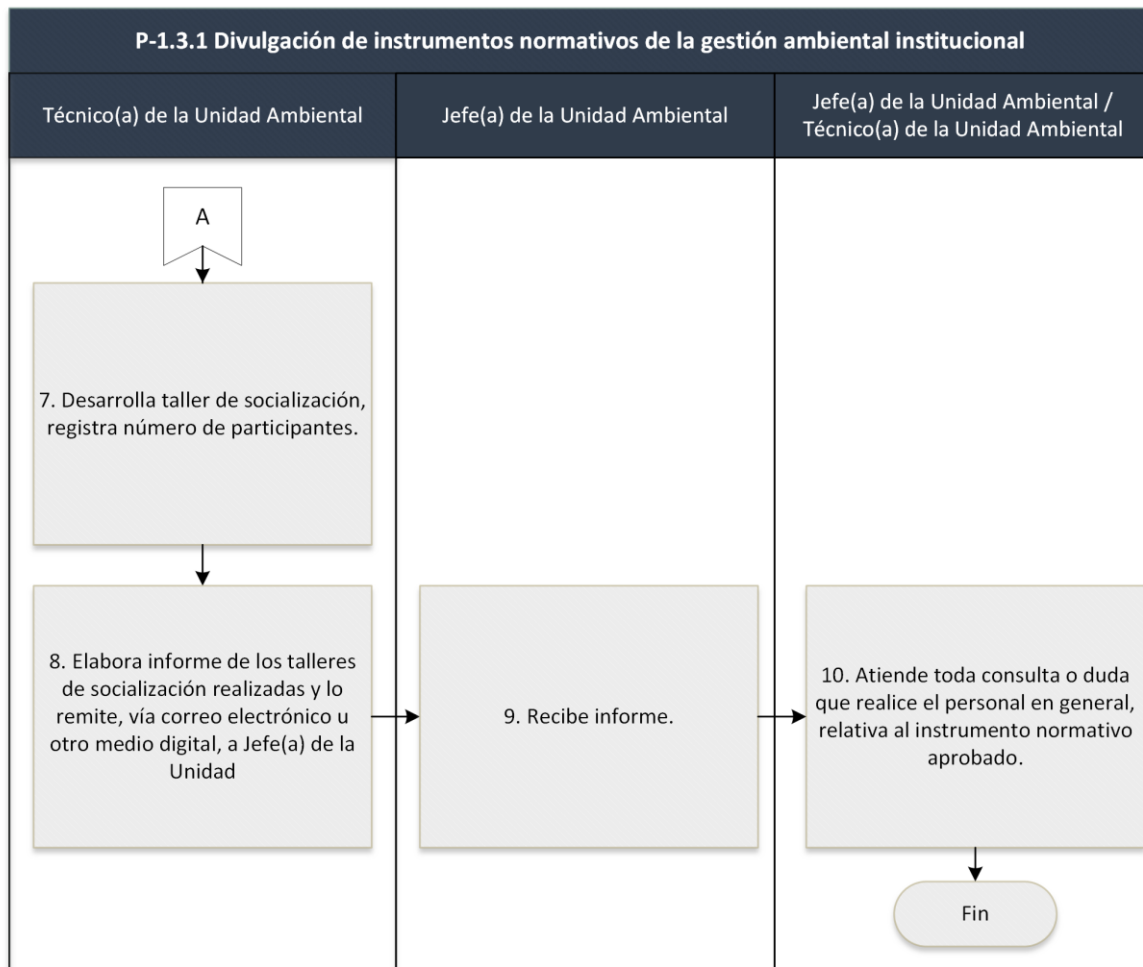 P-1.3.1 Divulgación de instrumentos normativos de la gestión ambiental institucional
Técnico(a) de la Unidad Ambiental
Jefe(a) de la Unidad Ambiental
Jefe(a) de la Unidad Ambiental /
Técnico(a) de la Unidad Ambiental
A
7. Desarrolla taller de socialización,
registra número de participantes.
8. Elabora informe de los talleres
de socialización realizadas y lo
remite, vía correo electrónico u
otro medio digital, a Jefe(a) de la
Unidad
9. Recibe informe.
10. Atiende toda consulta o duda
que realice el personal en general,
relativa al instrumento normativo
aprobado.
Fin